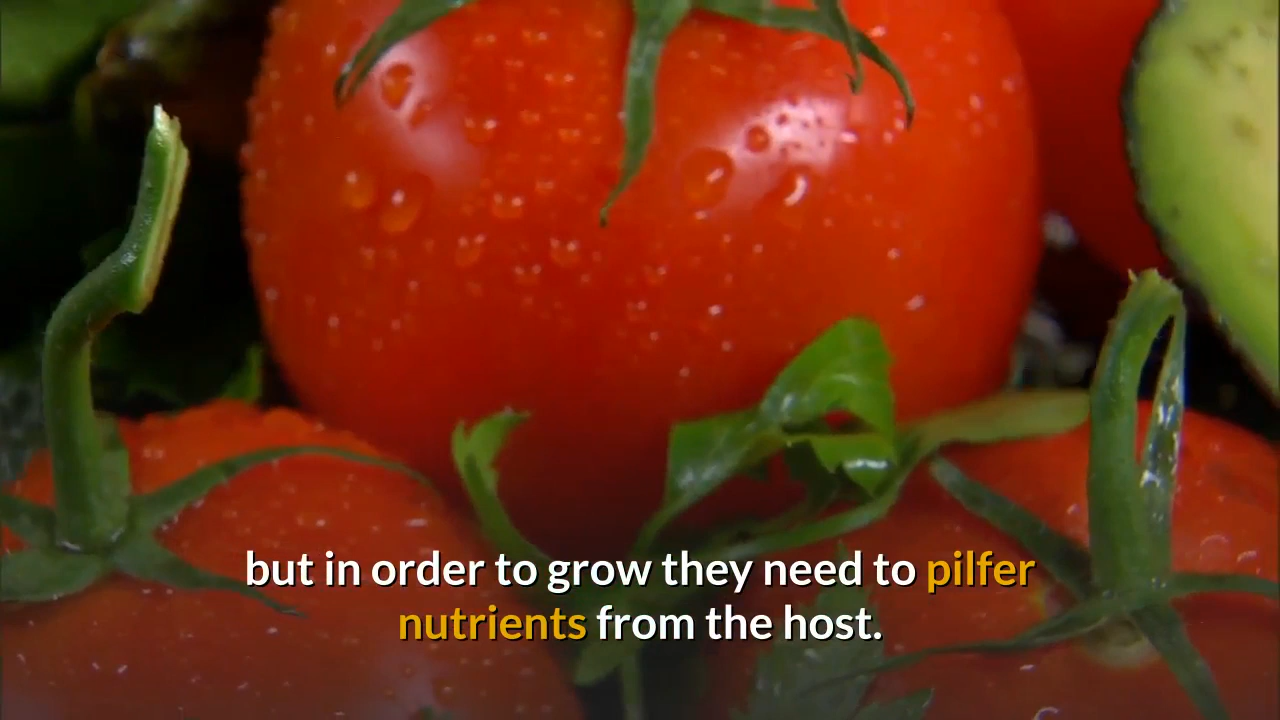 but in order to grow they need to pilfer
nutrients from the host.